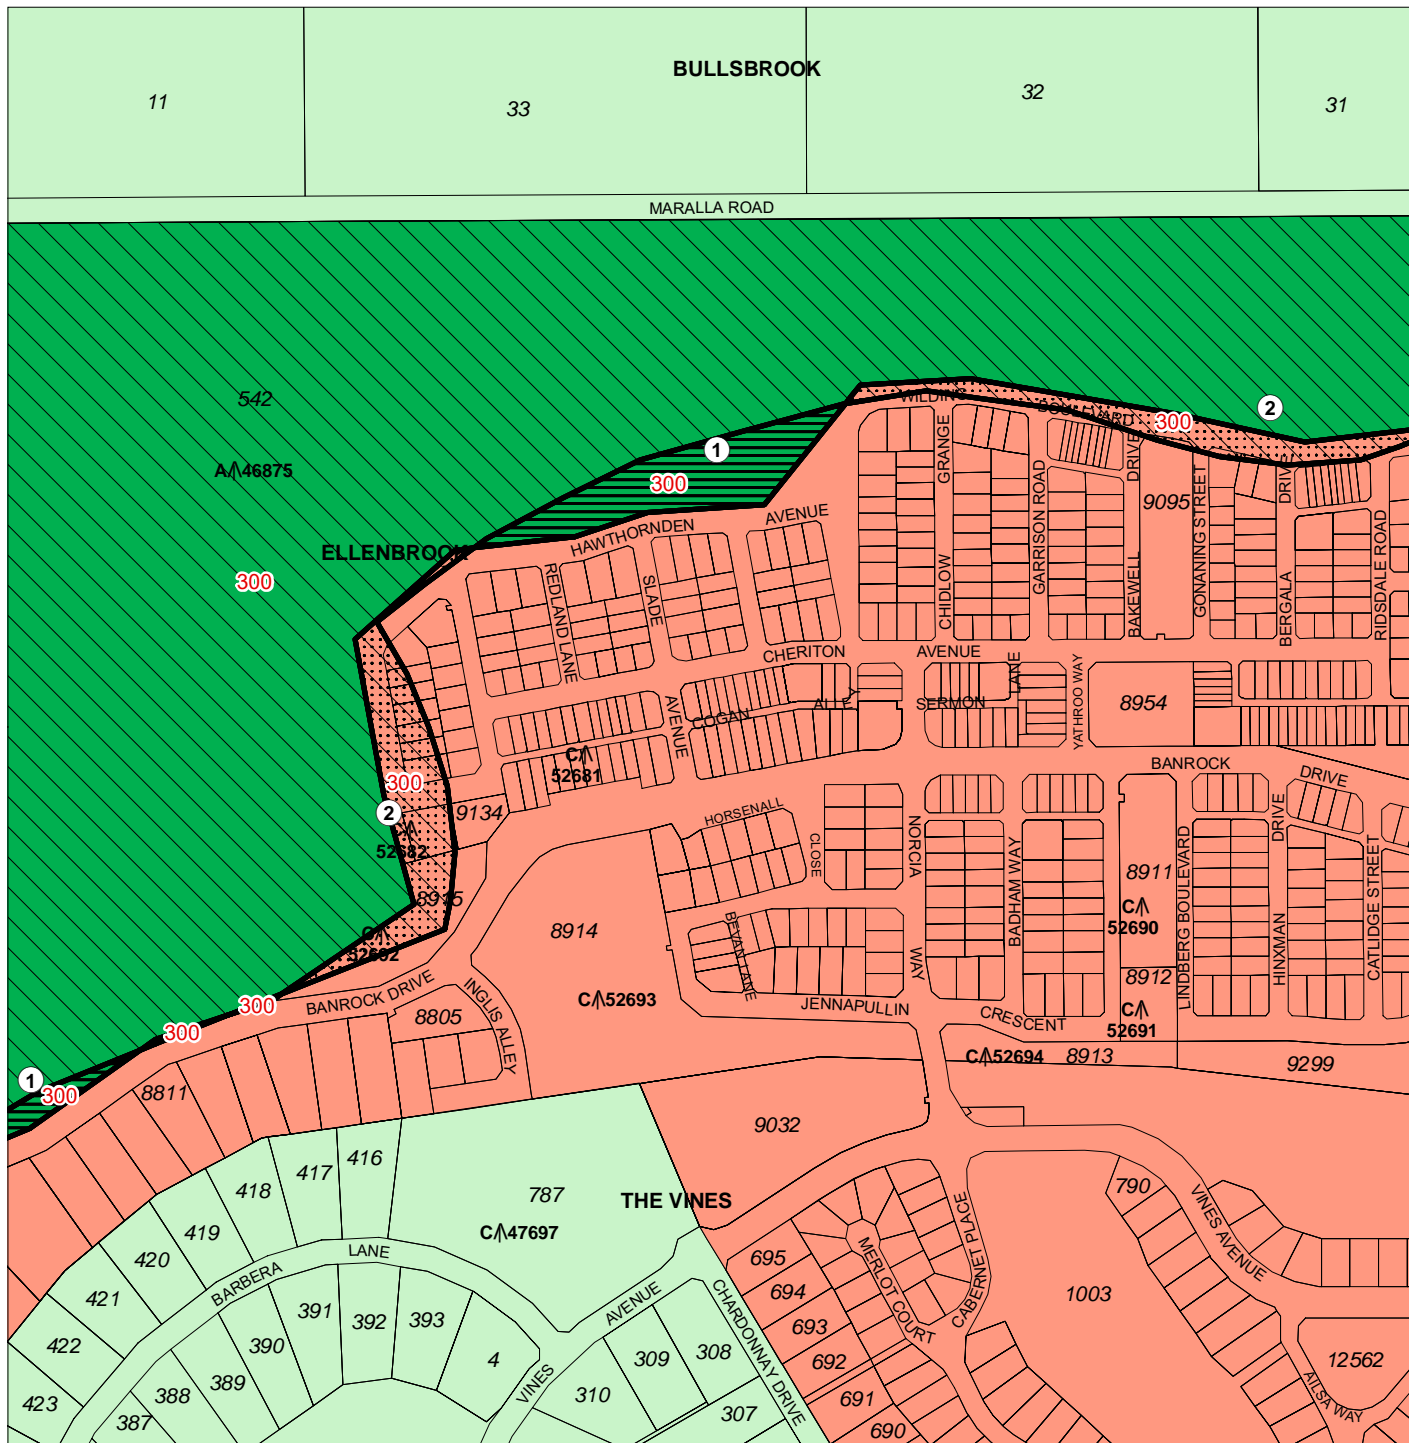 BULLSBROOK
11
33
32
31
MARALLA ROAD
542
A 46875
ELLENBROOK
300
1
300
WILDING
BOULEVARD
300
2
HAWTHORNDEN
AVENUE
REDLAND LANE
SLADE
AVENUE
GRANGE
CHIDLOW
GARRISON ROAD
DRIVE
BAKEWELL
9095
GONANING STREET
DRIVE
BERGALA
RIDSDALE ROAD
CHERITON
AVENUE
COGAN
ALLEY
SERMON
LANE
YATHROO WAY
8954
C
52681
BANROCK
DRIVE
300
2
9134
C
52682
8915
C
52692
HORSENALL
CLOSE
NORCIA
WAY
BADHAM WAY
8911
C
52690
LINDBERG BOULEVARD
DRIVE
HINXMAN
CATLIDGE STREET
8914
BEVAN LANE
8912
C
52691
C 52693
JENNAPULLIN
CRESCENT
C 52694
8913
9299
BANROCK DRIVE
300
300
INGLIS ALLEY
8805
1
300
8811
9032
416
417
418
419
420
421
422
423
787
THE VINES
C 47697
BARBERA
LANE
790
VINES AVENUE
695
694
693
692
691
690
MERLOT COURT
CABERNET PLACE
1003
12562
AILSA WAY
AVENUE
VINES
CHARDONNAY DRIVE
391
392
393
390
389
388
387
4
310
309
308
307